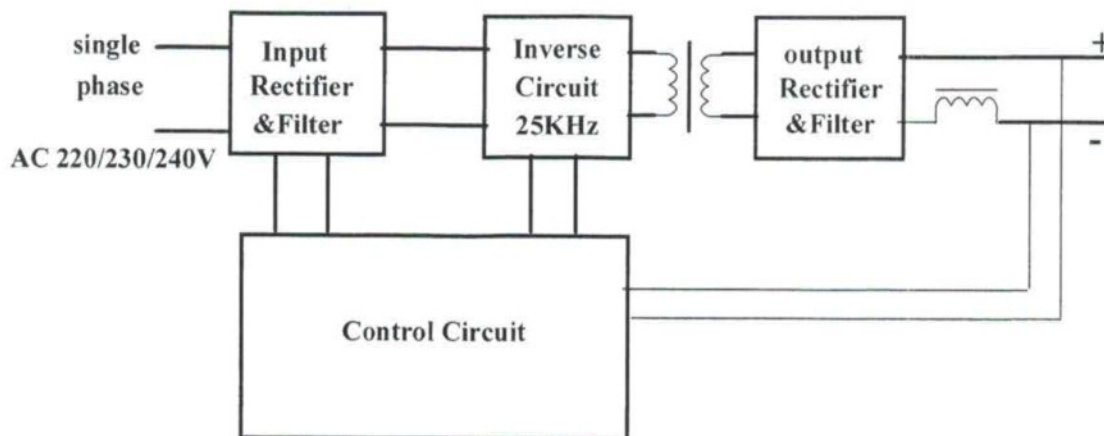 single
phase
AC 220/230/240V
Input
Rectifier
&Filter
Inverse
Circuit
25KHz
output
Rectifier
&Filter
+
-
Control Circuit